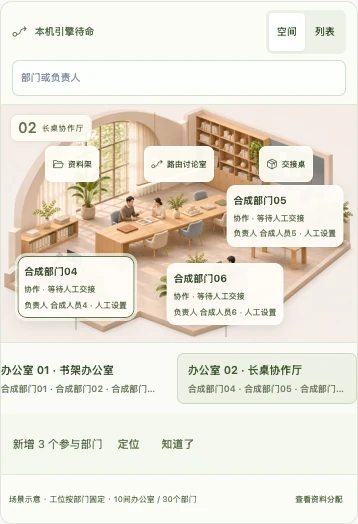 本机引擎待命
空间
列表
部门或负责人
02 长桌协作厅
资料架
路由讨论室
交接桌
合成部门05
协作 · 等待人工交接
负责人 合成人员5 · 人工设置
合成部门04
协作 · 等待人工交接
负责人 合成人员4 · 人工设置
合成部门06
协作 · 等待人工交接
负责人 合成人员6 · 人工设置
办公室 01 · 书架办公室
合成部门01 · 合成部门02 · 合成部门...
办公室 02 · 长桌协作厅
合成部门04 · 合成部门05 · 合成部门...
新增 3 个参与部门
定位
知道了
场景示意 · 工位按部门固定 · 10间办公室 / 30个部门
查看资料分配